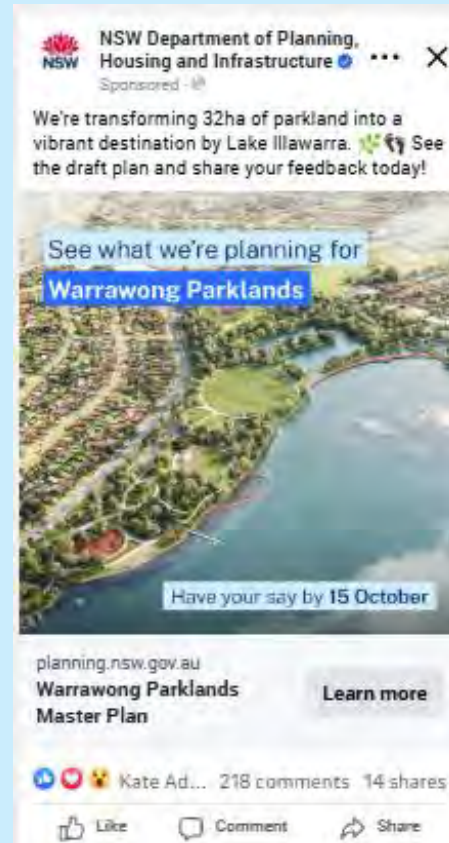 NSW Department of Planning,
NSW
Housing and Infrastructure
Sponsored ·
We're transforming 32ha of parkland into a
vibrant destination by Lake Illawarra. 🌿👣 See
the draft plan and share your feedback today!
See what we're planning for
Warrawong Parklands
Have your say by 15 October
planning.nsw.gov.au
Warrawong Parklands
Master Plan
Learn more
Kate Ad... 218 comments 14 shares
Like Comment Share